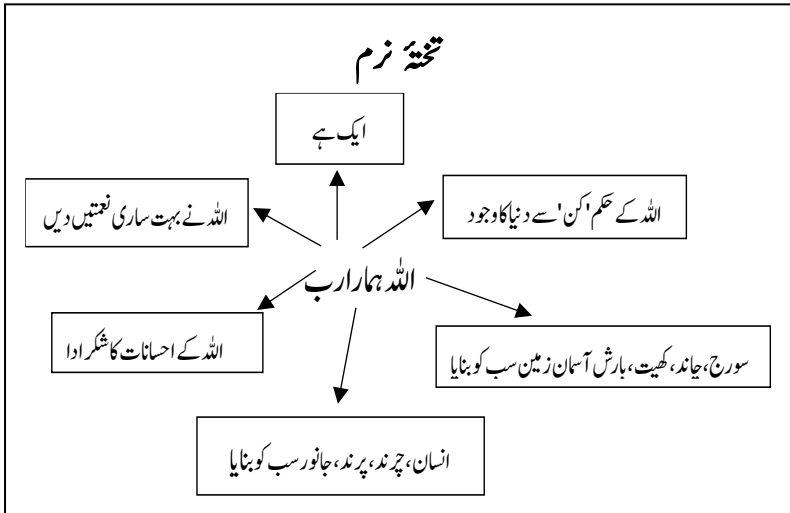 تختۂ نرم
ایک ہے
اللہ کے حکم 'کن' سے دنیا کا وجود
اللہ نے بہت ساری نعمتیں دیں
اللہ ہمارا رب
اللہ کے احسانات کا شکر ادا
سورج، چاند، کھیت، بارش آسمان زمین سب کو بنایا
انسان، چرند، پرند، جانور سب کو بنایا